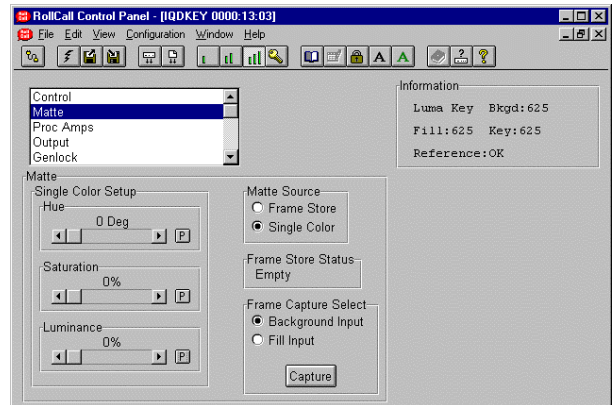 RollCall Control Panel - [IQDKEY 0000:13:03]
File Edit View Configuration Window Help
A A ?
Control
Matte
Proc Amps
Output
Genlock
Information
Luma Key Bkgd:625
Fill:625 Key:625
Reference:OK
Matte
Single Color Setup
Hue
0 Deg
P
Saturation
0%
P
Luminance
0%
P
Matte Source
Frame Store
Single Color
Frame Store Status
Empty
Frame Capture Select
Background Input
Fill Input
Capture